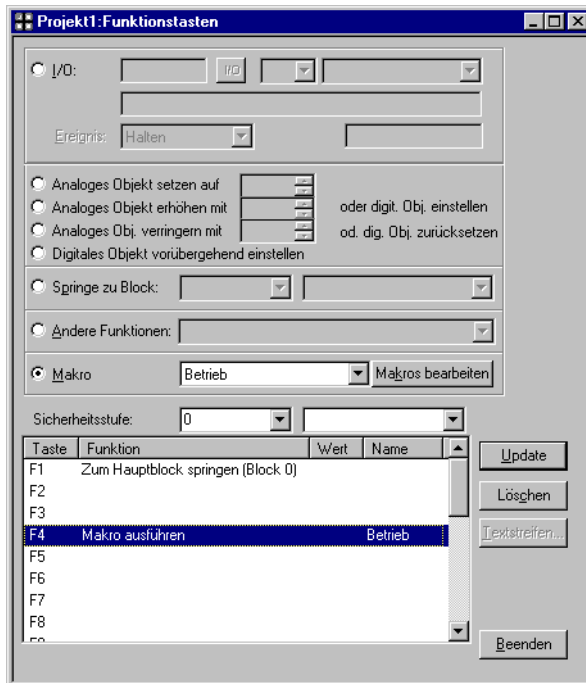 Projekt1:Funktionstasten
I/O: I/O
Ereignis: Halten
Analoges Objekt setzen auf
Analoges Objekt erhöhen mit oder digit. Obj. einstellen
Analoges Obj. verringern mit od. dig. Obj. zurücksetzen
Digitales Objekt vorübergehend einstellen
Springe zu Block:
Andere Funktionen:
Makro Betrieb Makros bearbeiten
Sicherheitsstufe: 0
Taste Funktion Wert Name
Update
F1 Zum Hauptblock springen (Block 0)
F2
Löschen
F3
F4 Makro ausführen Betrieb
Textstreifen...
F5
F6
F7
F8
Beenden